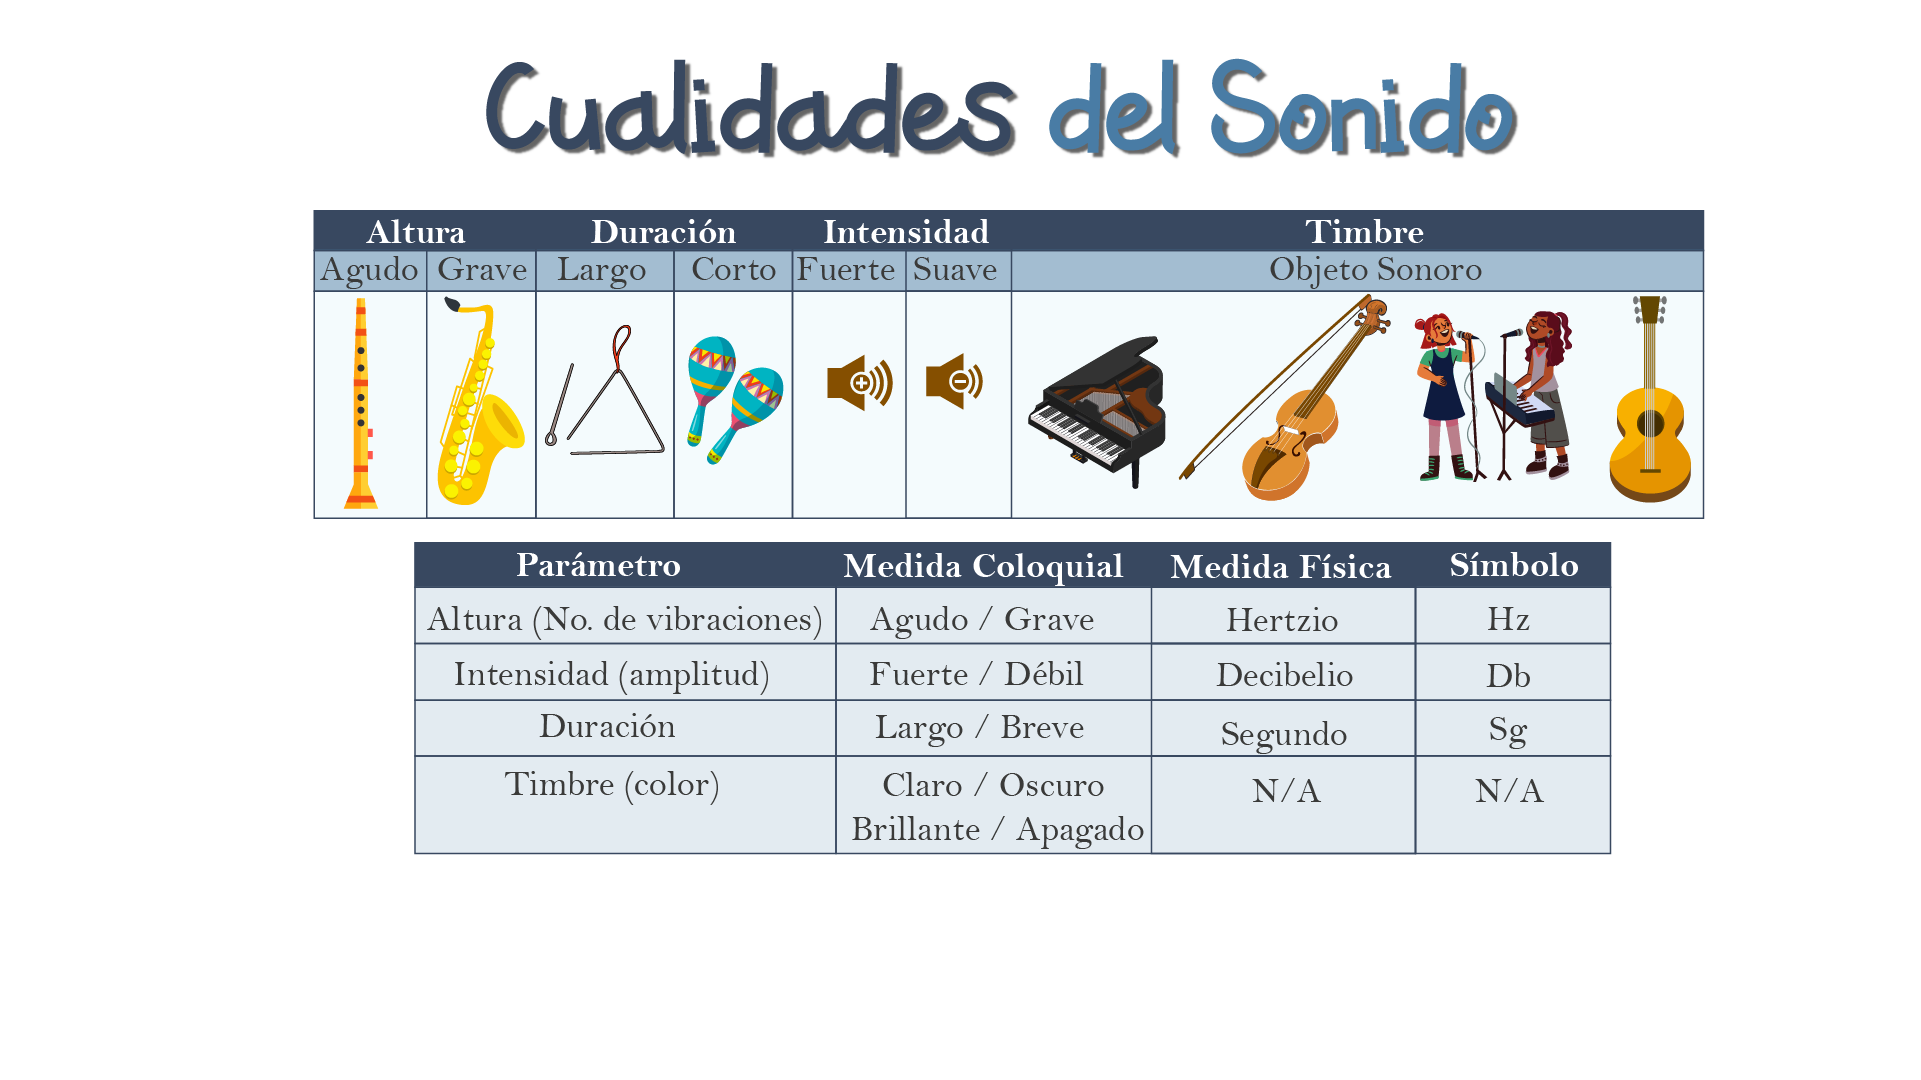 Cualidades del Sonido
Altura Duración Intensidad Timbre
Agudo Grave Largo Corto Fuerte Suave Objeto Sonoro
Parámetro Medida Coloquial Medida Física Símbolo
Altura (No. de vibraciones) Agudo / Grave Hertzio Hz
Intensidad (amplitud) Fuerte / Débil Decibelio Db
Duración Largo / Breve Segundo Sg
Timbre (color) Claro / Oscuro N/A N/A
Brillante / Apagado